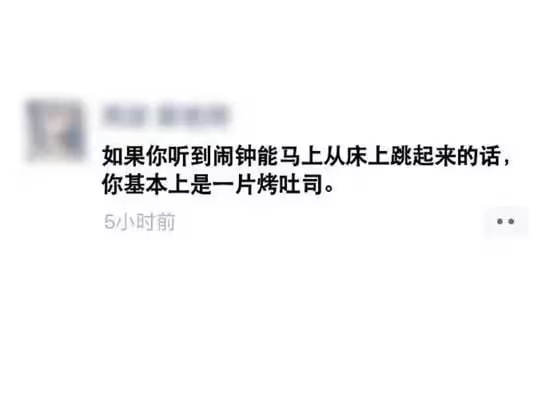 如果你听到闹钟能马上从床上跳起来的话，
你基本上是一片烤吐司。
5小时前